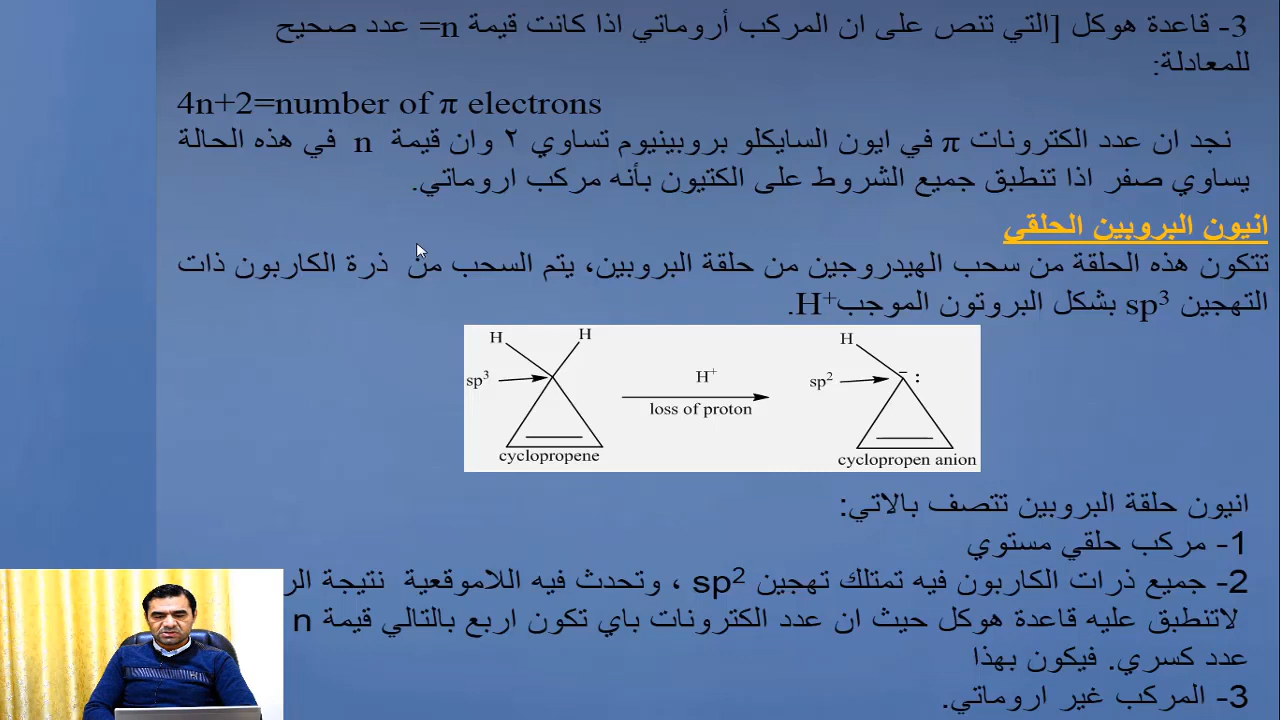 3- قاعدة هوكل [التي تنص على ان المركب أروماتي اذا كانت قيمة n= عدد صحيح
للمعادلة:
4n+2=number of π electrons
نجد ان عدد الكترونات π في ايون السايكلو بروبينيوم تساوي ٢ وان قيمة n في هذه الحالة
يساوي صفر اذا تنطبق جميع الشروط على الكتيون بأنه مركب اروماتي.
انيون البروبين الحلقي
تتكون هذه الحلقة من سحب الهيدروجين من حلقة البروبين، يتم السحب من ذرة الكاربون ذات
التهجين sp³ بشكل البروتون الموجب H⁺.
H H H
sp³ H⁺ sp² - :
loss of proton
cyclopropene cyclopropen anion
انيون حلقة البروبين تتصف بالاتي:
1- مركب حلقي مستوي
2- جميع ذرات الكاربون فيه تمتلك تهجين sp² ، وتحدث فيه اللاموقعية نتيجة
لاتنطبق عليه قاعدة هوكل حيث ان عدد الكترونات باي تكون اربع بالتالي قيمة n
عدد كسري. فيكون بهذا
3- المركب غير اروماتي.